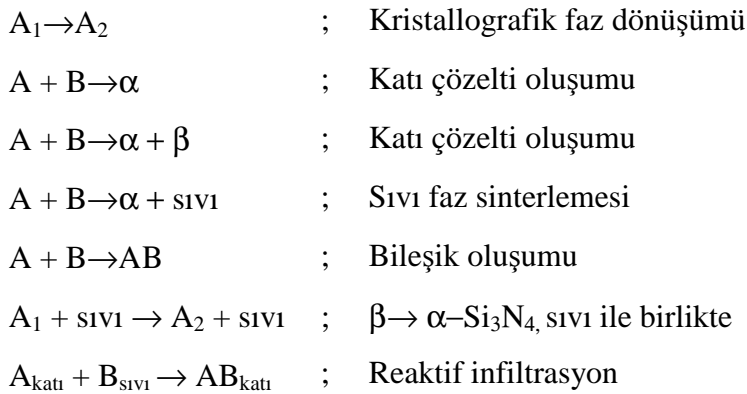 A₁→A₂ ; Kristallografik faz dönüşümü
A + B→α ; Katı çözelti oluşumu
A + B→α + β ; Katı çözelti oluşumu
A + B→α + sıvı ; Sıvı faz sinterlemesi
A + B→AB ; Bileşik oluşumu
A₁ + sıvı → A₂ + sıvı ; β→ α–Si₃N₄, sıvı ile birlikte
Aₖₐₜı + Bₛıᵥı → ABₖₐₜı ; Reaktif infiltrasyon